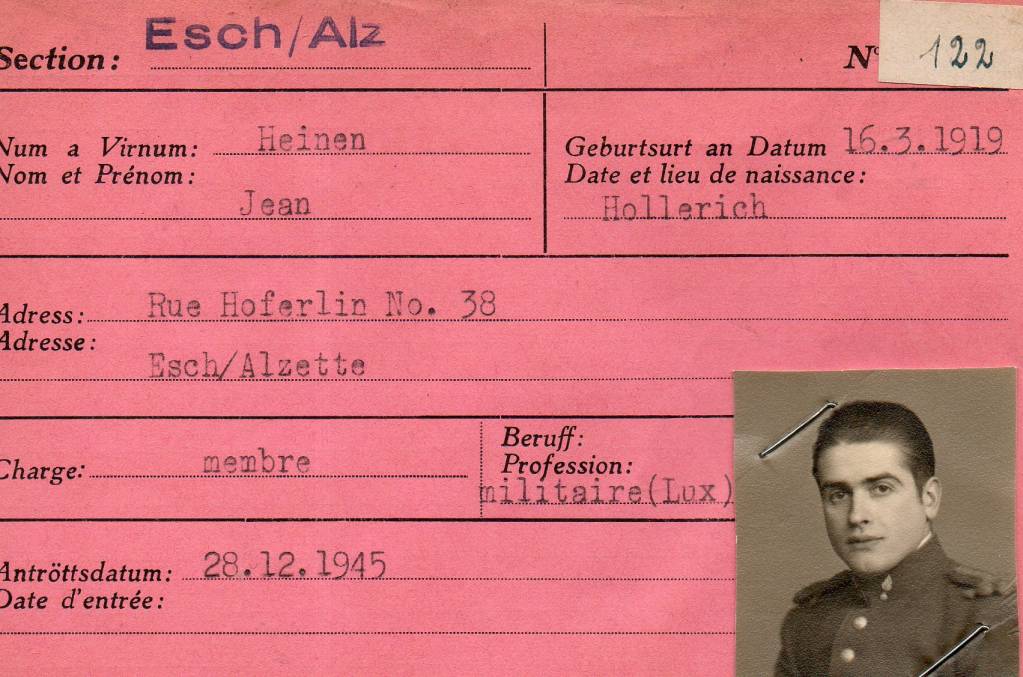 Section: Esch/Alz
N° 122
Num a Virnum: Heinen
Nom et Prénom:
Jean
Geburtsurt an Datum 16.3.1919
Date et lieu de naissance:
Hollerich
Adress: Rue Hoferlin No. 38
Adresse:
Esch/Alzette
Charge: membre
Beruff:
Profession:
militaire(Lux)
Antröttsdatum: 28.12.1945
Date d'entrée: